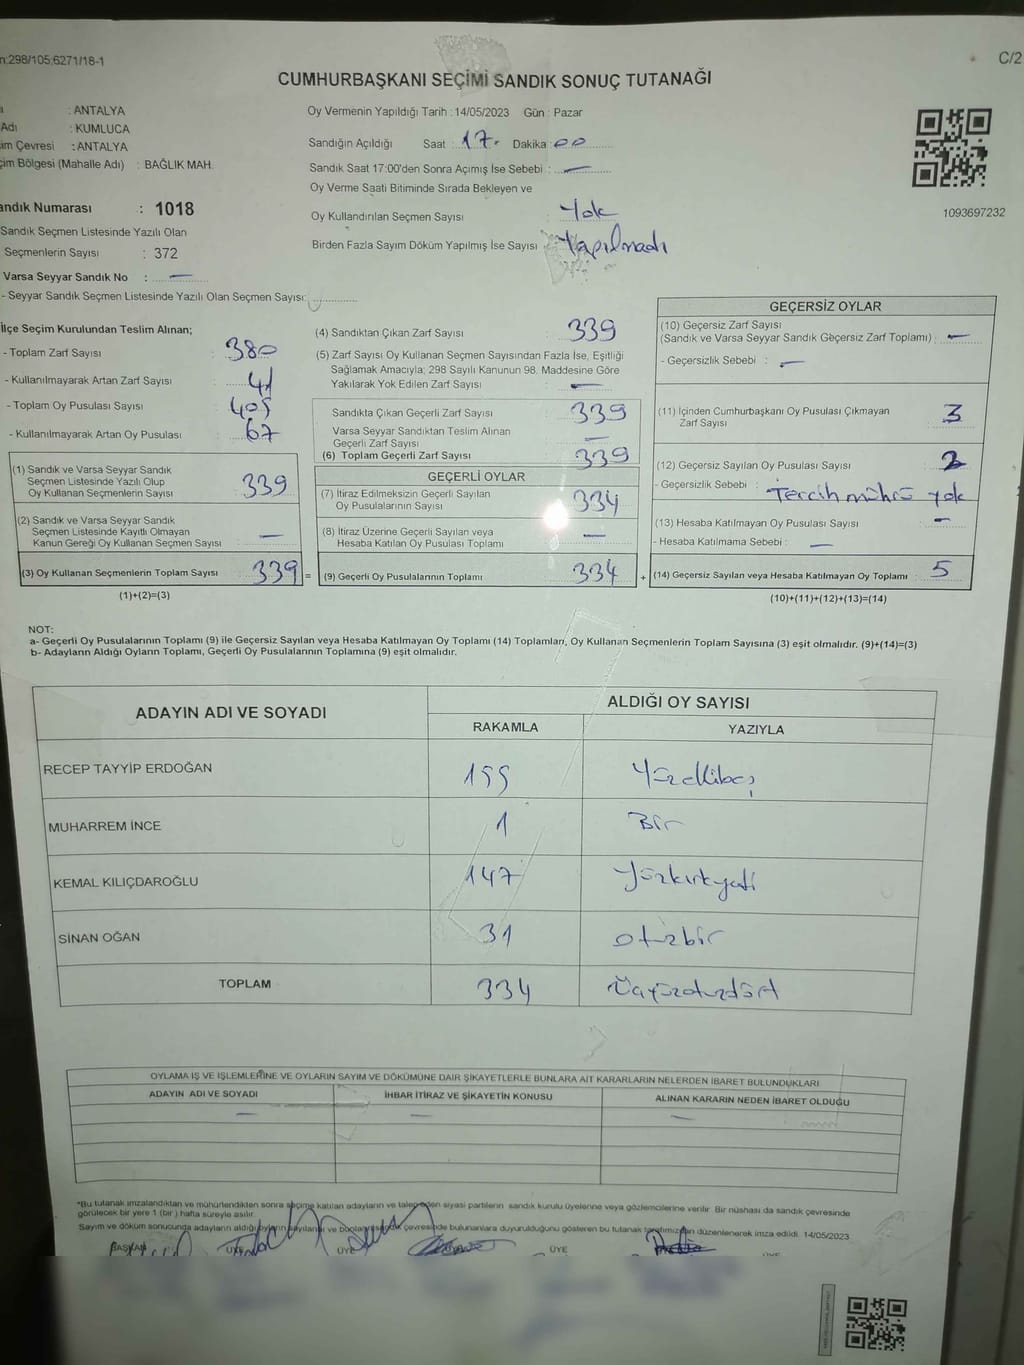 n:298/105;6271/18-1
C/2
CUMHURBAŞKANI SEÇİMİ SANDIK SONUÇ TUTANAĞI
: ANTALYA
Adı : KUMLUCA
im Çevresi : ANTALYA
çim Bölgesi (Mahalle Adı) : BAĞLIK MAH.
andık Numarası : 1018
Sandık Seçmen Listesinde Yazılı Olan
Seçmenlerin Sayısı : 372
Varsa Seyyar Sandık No : —
- Seyyar Sandık Seçmen Listesinde Yazılı Olan Seçmen Sayısı:
Oy Vermenin Yapıldığı Tarih : 14/05/2023 Gün : Pazar
Sandığın Açıldığı Saat : 17. Dakika : 00
Sandık Saat 17:00'den Sonra Açımış İse Sebebi : —
Oy Verme Saati Bitiminde Sırada Bekleyen ve
Oy Kullandırılan Seçmen Sayısı : Yok
Birden Fazla Sayım Döküm Yapılmış İse Sayısı : Yapılmadı
1093697232
İlçe Seçim Kurulundan Teslim Alınan;
- Toplam Zarf Sayısı : 380
- Kullanılmayarak Artan Zarf Sayısı : 41
- Toplam Oy Pusulası Sayısı : 405
- Kullanılmayarak Artan Oy Pusulası : 67
(1) Sandık ve Varsa Seyyar Sandık
Seçmen Listesinde Yazılı Olup
Oy Kullanan Seçmenlerin Sayısı 339
(2) Sandık ve Varsa Seyyar Sandık
Seçmen Listesinde Kayıtlı Olmayan
Kanun Gereği Oy Kullanan Seçmen Sayısı —
(3) Oy Kullanan Seçmenlerin Toplam Sayısı 339 =
(1)+(2)=(3)
(4) Sandıktan Çıkan Zarf Sayısı : 339
(5) Zarf Sayısı Oy Kullanan Seçmen Sayısından Fazla İse, Eşitliği
Sağlamak Amacıyla; 298 Sayılı Kanunun 98. Maddesine Göre
Yakılarak Yok Edilen Zarf Sayısı : —
Sandıkta Çıkan Geçerli Zarf Sayısı : 339
Varsa Seyyar Sandıktan Teslim Alınan
Geçerli Zarf Sayısı —
(6) Toplam Geçerli Zarf Sayısı 339
GEÇERLİ OYLAR
(7) İtiraz Edilmeksizin Geçerli Sayılan
Oy Pusulalarının Sayısı 334
(8) İtiraz Üzerine Geçerli Sayılan veya
Hesaba Katılan Oy Pusulası Toplamı —
(9) Geçerli Oy Pusulalarının Toplamı 334 +
GEÇERSİZ OYLAR
(10) Geçersiz Zarf Sayısı
(Sandık ve Varsa Seyyar Sandık Geçersiz Zarf Toplamı) : —
- Geçersizlik Sebebi : —
(11) İçinden Cumhurbaşkanı Oy Pusulası Çıkmayan
Zarf Sayısı : 3
(12) Geçersiz Sayılan Oy Pusulası Sayısı : 2
- Geçersizlik Sebebi : Tercih mührü yok
(13) Hesaba Katılmayan Oy Pusulası Sayısı : —
- Hesaba Katılmama Sebebi : —
(14) Geçersiz Sayılan veya Hesaba Katılmayan Oy Toplamı : 5
(10)+(11)+(12)+(13)=(14)
NOT:
a- Geçerli Oy Pusulalarının Toplamı (9) ile Geçersiz Sayılan veya Hesaba Katılmayan Oy Toplamı (14) Toplamları, Oy Kullanan Seçmenlerin Toplam Sayısına (3) eşit olmalıdır. (9)+(14)=(3)
b- Adayların Aldığı Oyların Toplamı, Geçerli Oy Pusulalarının Toplamına (9) eşit olmalıdır.
ADAYIN ADI VE SOYADI ALDIĞI OY SAYISI
RAKAMLA YAZIYLA
RECEP TAYYİP ERDOĞAN 155 Yüzellibeş
MUHARREM İNCE 1 Bir
KEMAL KILIÇDAROĞLU 147 Yüzkırkyedi
SİNAN OĞAN 31 otuzbir
TOPLAM 334 Üçyüzotuzdört
OYLAMA İŞ VE İŞLEMLERİNE VE OYLARIN SAYIM VE DÖKÜMÜNE DAİR ŞİKAYETLERLE BUNLARA AİT KARARLARIN NELERDEN İBARET BULUNDUKLARI
ADAYIN ADI VE SOYADI İHBAR İTİRAZ VE ŞİKAYETİN KONUSU ALINAN KARARIN NEDEN İBARET OLDUĞU
— — —
*Bu tutanak imzalandıktan ve mühürlendikten sonra seçime katılan adayların ve talep eden siyasi partilerin sandık kurulu üyelerine veya gözlemcilerine verilir. Bir nüshası da sandık çevresinde
görülecek bir yere 1 (bir ) hafta süreyle asılır.
Sayım ve döküm sonucunda adayların aldığı oyların sayılarını ve çevresinde bulunanlara duyurulduğunu gösteren bu tutanak tarafımızdan düzenlenerek imza edildi. 14/05/2023
BAŞKAN ÜYE ÜYE ÜYE